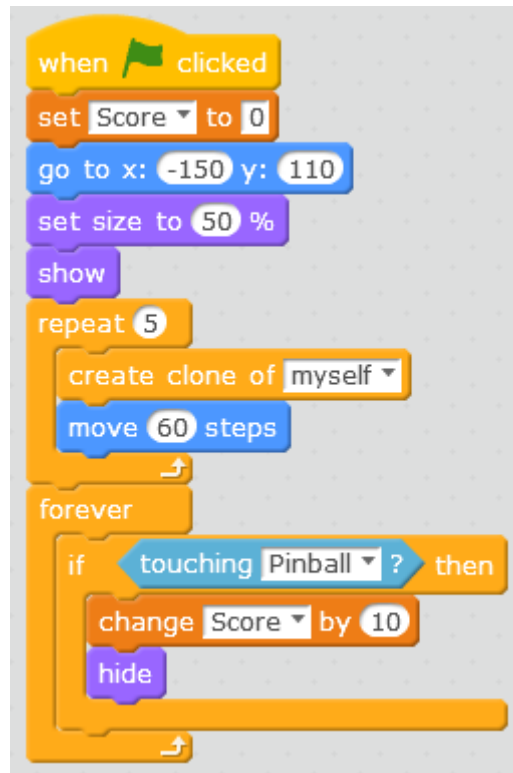 when clicked
set Score to 0
go to x: -150 y: 110
set size to 50 %
show
repeat 5
create clone of myself
move 60 steps
forever
if touching Pinball ? then
change Score by 10
hide